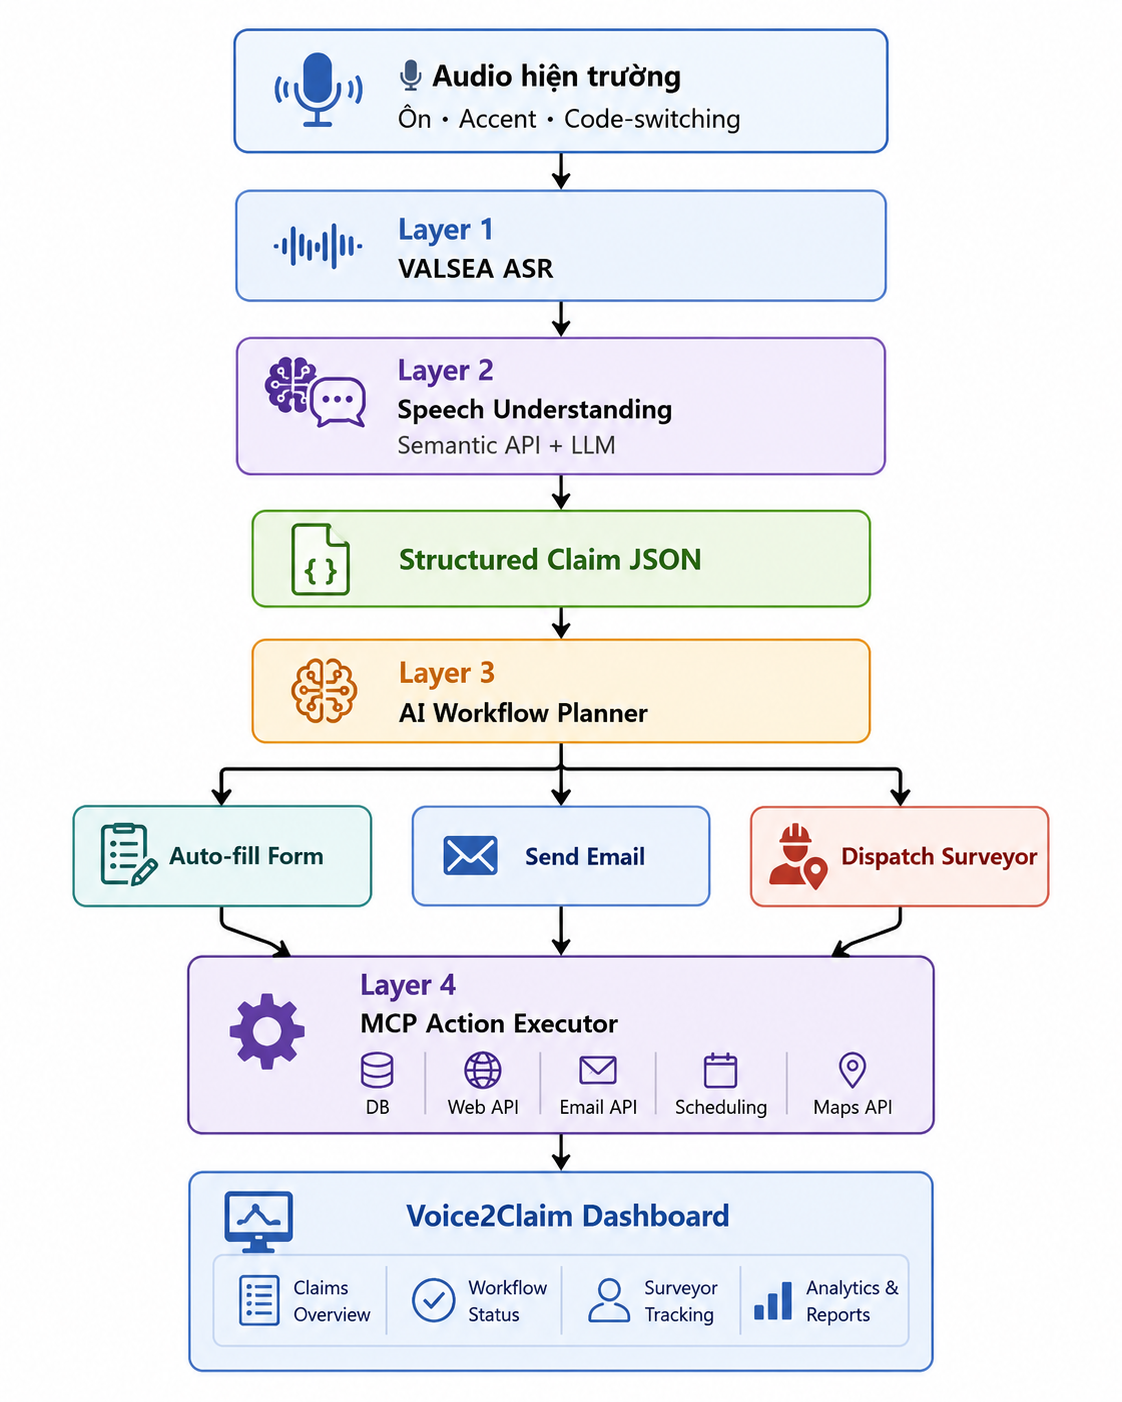 Audio hiện trường
Ôn • Accent • Code-switching
Layer 1
VALSEA ASR
Layer 2
Speech Understanding
Semantic API + LLM
{ }
Structured Claim JSON
Layer 3
AI Workflow Planner
Auto-fill Form
Send Email
Dispatch Surveyor
Layer 4
MCP Action Executor
DB
Web API
Email API
Scheduling
Maps API
Voice2Claim Dashboard
Claims
Overview
Workflow
Status
Surveyor
Tracking
Analytics &
Reports